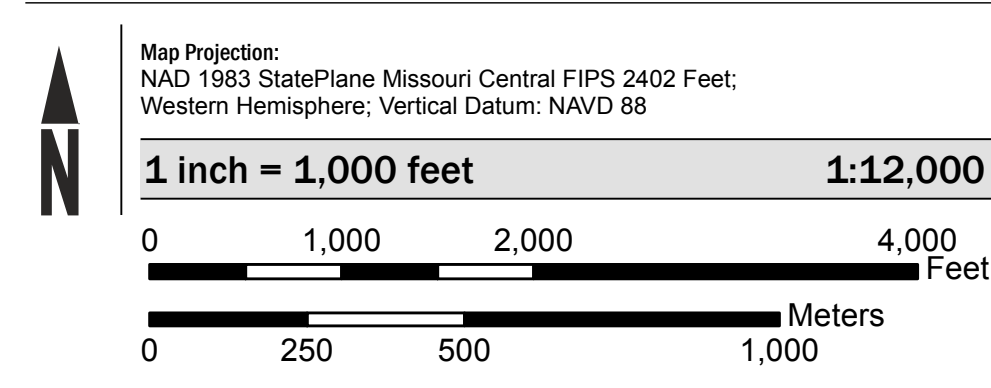 N
Map Projection:
NAD 1983 StatePlane Missouri Central FIPS 2402 Feet;
Western Hemisphere; Vertical Datum: NAVD 88
1 inch = 1,000 feet 1:12,000
0 1,000 2,000 4,000
Feet
Meters
0 250 500 1,000